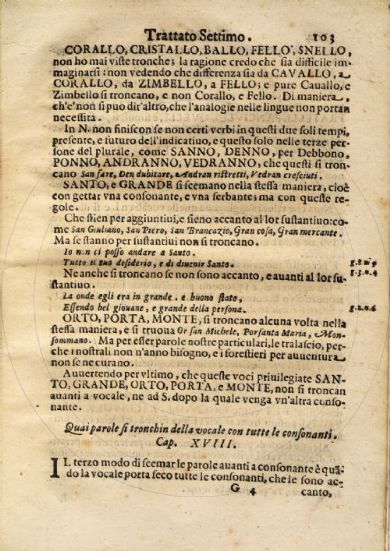 Trattato Settimo. 103
CORALLO, CRISTALLO, BALLO, FELLO, SNELLO,
non ho mai viste tronche: la ragione credo che sia difficile im
maginarsi: non vedendo che differenza sia da CAVALLO, a
CORALLO, da ZIMBELLO, a FELLO: e pure Cauallo, e
Zimbello si troncano, e non Corallo, e Fello. Di maniera,
ch'e' non si puo dir'altro, che l'analogie nelle lingue non portan
necessita.
In N. non finiscon se non certi verbi in questi due soli tempi,
presente, e futuro del'indicatiuo, e questo solo nelle terze per
sone del plurale, como SANNO, DENNO, per Debbono,
PONNO, ANDRANNO, VEDRANNO, che questi si tron
cano San fare, Den dubitare, Andran ristretti, Vedran cresciuti.
SANTO, e GRANDE si scemano nella stessa maniera, cioè
con gettar vna consonante, e vna serbante: ma con queste re-
gole.
Che sien per aggiuntiui, e sieno accanto al lor sustantiuo: co-
me San Giuliano, San Piero, San Brancazio, Gran cosa, Gran mercante.
Ma se stanno per sustantiui non si troncano.
Io non ci posso andare a Santo.
Tutto il suo desiderio, e di diuenir Santo.
Ne anche si troncano se non sono accanto, e auanti al lor su-
stantiuo.
La onde egli era in grande. e buono stato,
Essendo bel giouane, e grande della persona.
ORTO, PORTA, MONTE, si troncano alcuna volta nella
stessa maniera, e si truoua Or san Michele, Porsanta Maria, Mon-
sommano. Ma per esser parole nostre particulari, le tralascio, per-
che i nostrali non n'anno bisogno, e i forestieri per auuentura
non se ne curano.
Auuertendo per vltimo, che queste voci priuilegiate SAN-
TO, GRANDE, ORTO, PORTA, e MONTE, non si troncan
auanti a vocale, ne ad S. dopo la quale venga vn'altra conso-
nante.
Quai parole si tronchin della vocale con tutte le consonanti.
Cap. XVIII.
IL terzo modo di scemar le parole auanti a consonante è quã
do la vocale porta seco tutte le consonanti, che le sono ac-
G 4 canto,